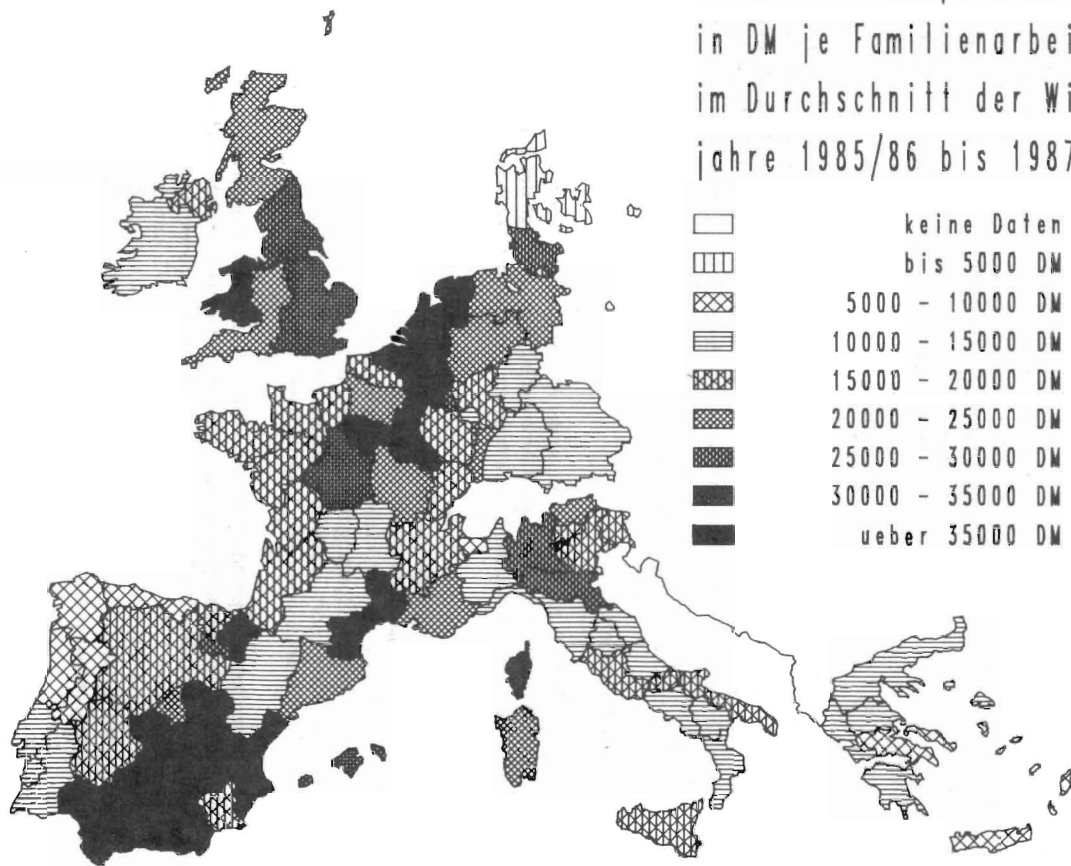 in DM je Familienarbei
im Durchschnitt der Wi
jahre 1985/86 bis 1987
keine Daten
bis 5000 DM
5000 - 10000 DM
10000 - 15000 DM
15000 - 20000 DM
20000 - 25000 DM
25000 - 30000 DM
30000 - 35000 DM
ueber 35000 DM